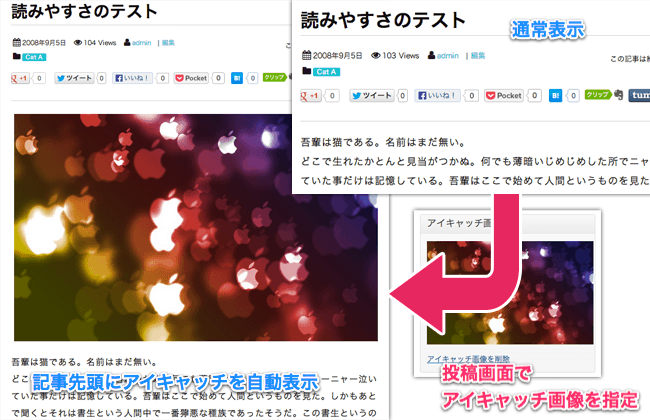 読みやすさのテスト
2008年9月5日 104 Views admin | 編集
Cat A
+1 0 ツイート 0 いいね! 0 Pocket 0 B! 0 クリップ
吾輩は猫である。名前はまだ無い。
記事先頭にアイキャッチを自動表示
ーニャー泣い
ていた事だけは記憶している。吾輩はここで始めて人間というものを見た。しかもあと
で聞くとそれは書生という人間中で一番獰悪な種族であったそうだ。この書生というの
読みやすさのテスト
通常表示
2008年9月5日 103 Views admin | 編集
この記事は
Cat A
+1 0 ツイート 0 いいね! 0 Pocket 0 B! 0 クリップ tum
吾輩は猫である。名前はまだ無い。
どこで生れたかとんと見当がつかぬ。何でも薄暗いじめじめした所でニャ
ていた事だけは記憶している。吾輩はここで始めて人間というものを見た
アイキャッチ画像
アイキャッチ画像を削除
投稿画面で
アイキャッチ画像を指定